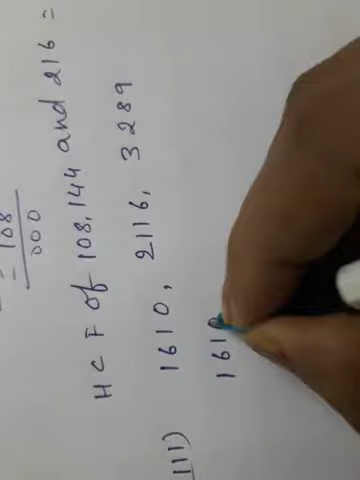 = 108
000
HCF of 108, 144 and 216 =
iii) 1610, 2116, 3289
1610